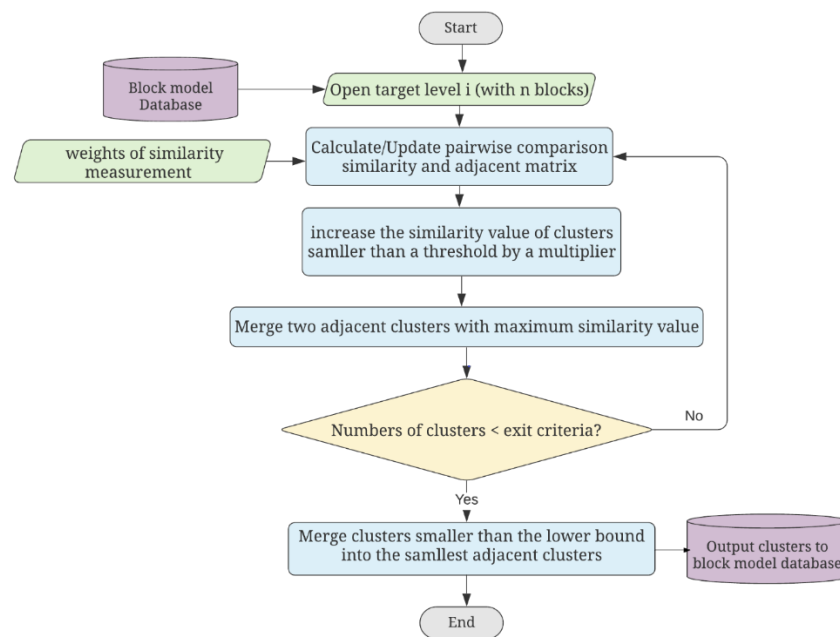 Start
Block model
Database
Open target level i (with n blocks)
weights of similarity
measurement
Calculate/Update pairwise comparison
similarity and adjacent matrix
increase the similarity value of clusters
samller than a threshold by a multiplier
Merge two adjacent clusters with maximum similarity value
Numbers of clusters < exit criteria?
No
Yes
Merge clusters smaller than the lower bound
into the samllest adjacent clusters
Output clusters to
block model database
End